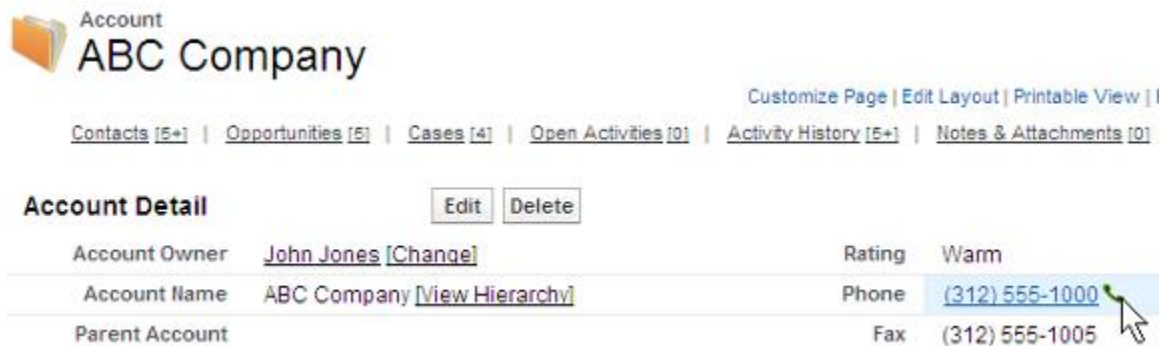 Account
ABC Company
Customize Page | Edit Layout | Printable View |
Contacts [5+] | Opportunities [5] | Cases [4] | Open Activities [0] | Activity History [5+] | Notes & Attachments [0]
Account Detail Edit Delete
Account Owner John Jones [Change] Rating Warm
Account Name ABC Company [View Hierarchy] Phone (312) 555-1000
Parent Account Fax (312) 555-1005